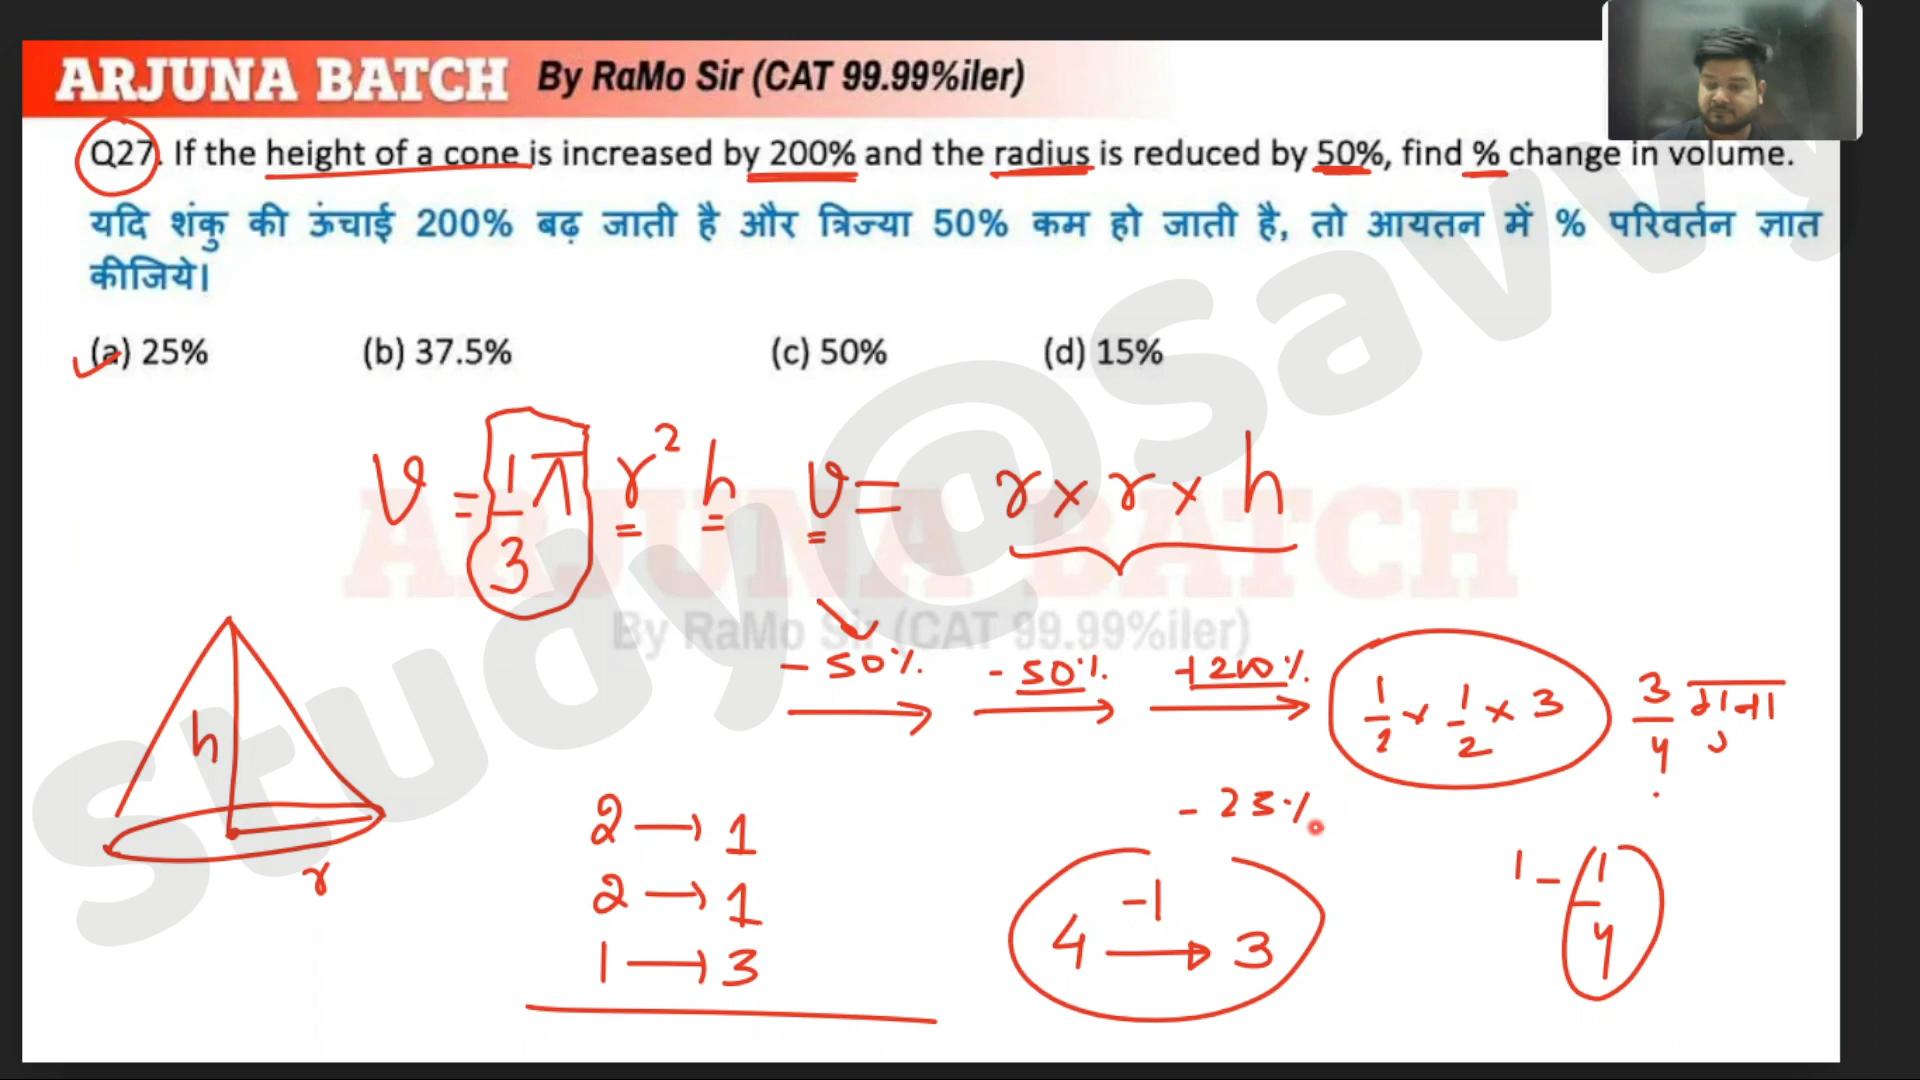 ARJUNA BATCH By RaMo Sir (CAT 99.99%iler)
Q27. If the height of a cone is increased by 200% and the radius is reduced by 50%, find % change in volume.
यदि शंकु की ऊंचाई 200% बढ़ जाती है और त्रिज्या 50% कम हो जाती है, तो आयतन में % परिवर्तन ज्ञात
कीजिये।
(a) 25% (b) 37.5% (c) 50% (d) 15%
v = 1/3 π r² h v = r × r × h
ARJUNA BATCH
By RaMo Sir (CAT 99.99%iler)
Study@Savvy
- 50% - 50% +200% 1/2 × 1/2 × 3 3/4 गुना
h
r
2 → 1
2 → 1
1 → 3
- 25%
-1
4 → 3
1 - 1/4